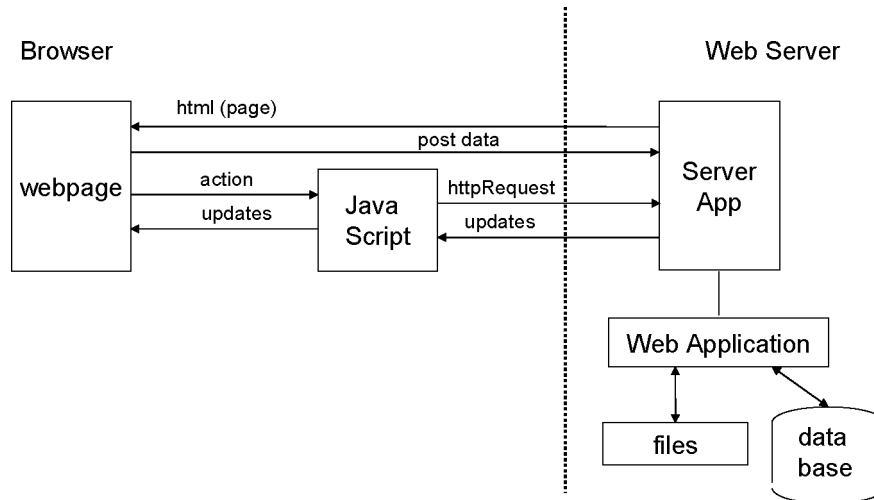 Browser
Web Server
html (page)
post data
webpage
action
updates
Java
Script
httpRequest
updates
Server
App
Web Application
files
data
base